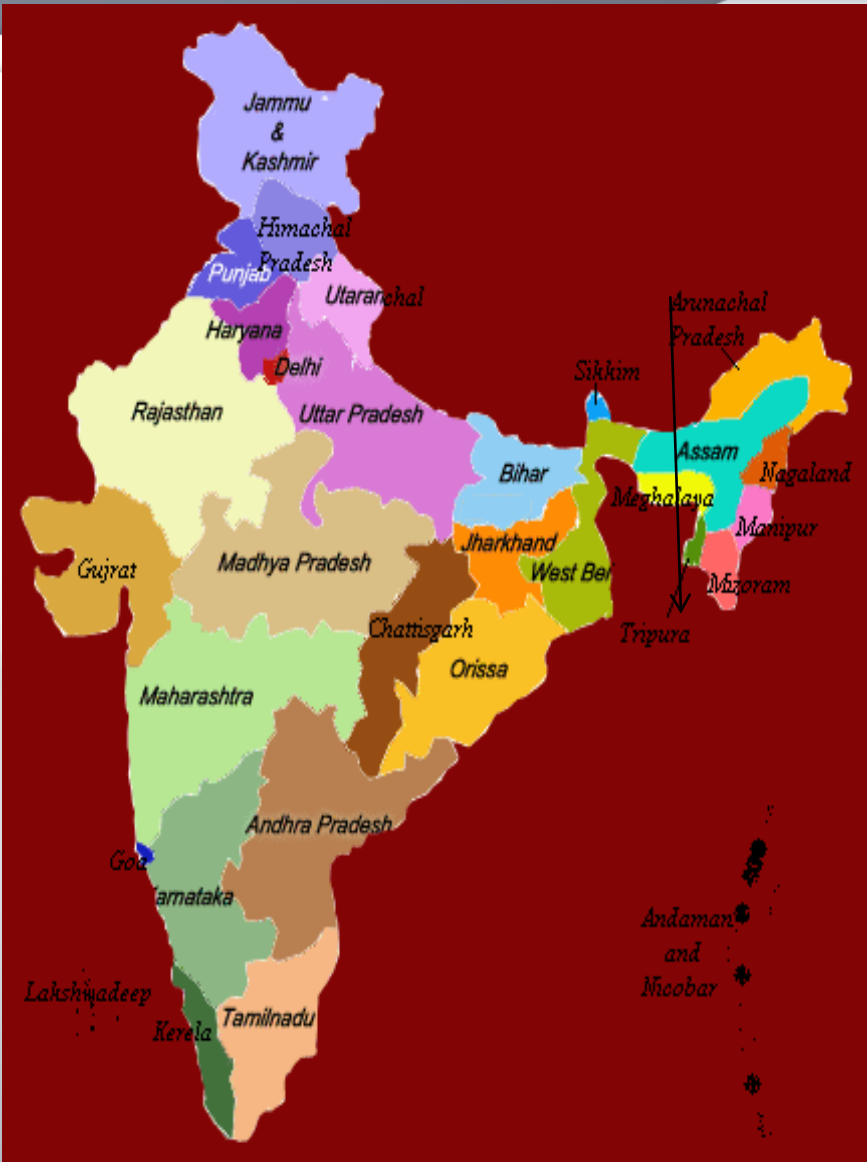 Jammu
&
Kashmir
Himachal
Pradesh
Punjab
Utaranchal
Arunachal
Pradesh
Haryana
Delhi
Sikkim
Rajasthan
Uttar Pradesh
Assam
Bihar
Nagaland
Meghalaya
Manipur
Jharkhand
Madhya Pradesh
Gujrat
West Ben
Mizoram
Chattisgarh
Tripura
Orissa
Maharashtra
Andhra Pradesh
Goa
Karnataka
Andaman
and
Nicobar
Lakshwadeep
Tamilnadu
Kerela